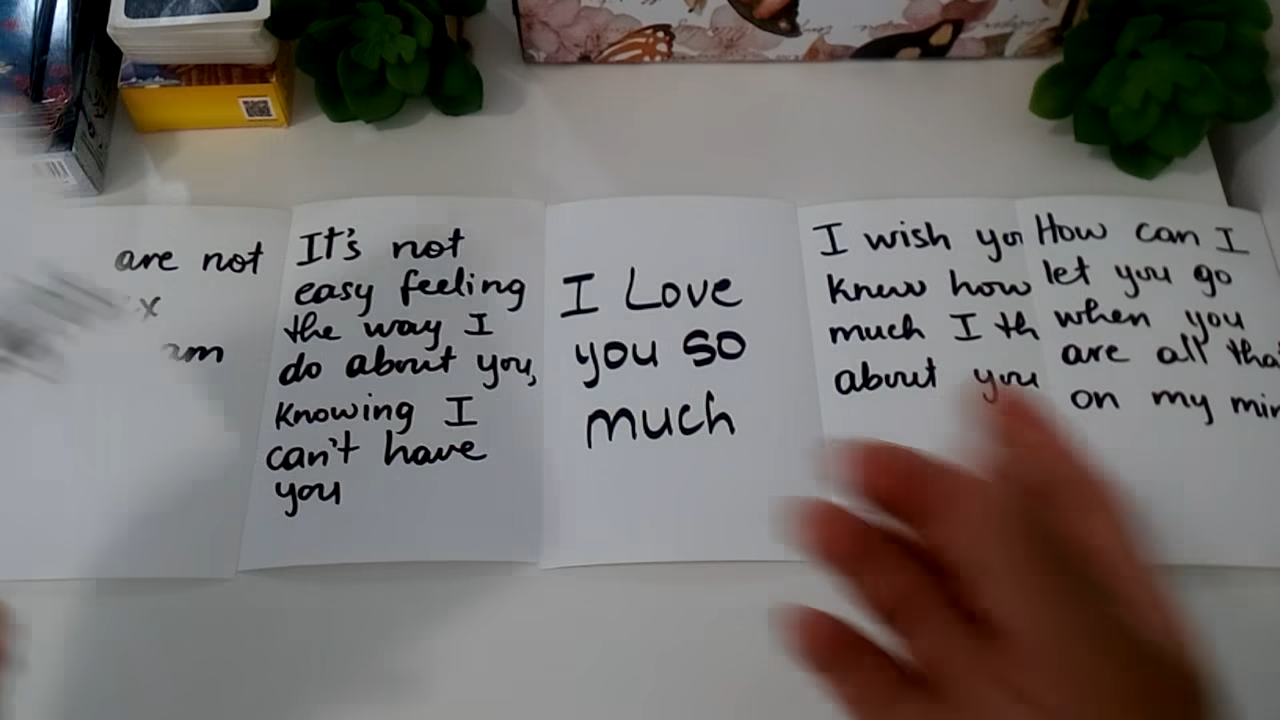 are not
am
It's not
easy feeling
the way I
do about you,
knowing I
can't have
you
I Love
you so
much
I wish you
knew how
much I th
about you
How can I
let you go
when you
are all tha
on my min